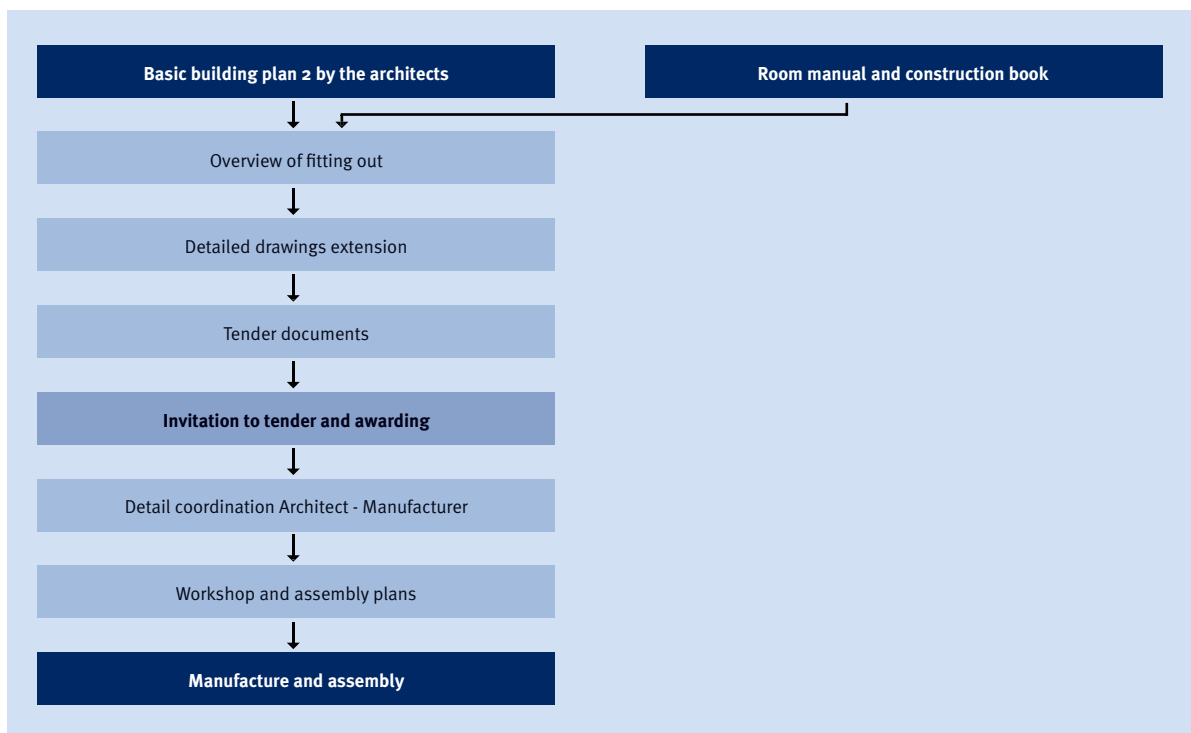 Basic building plan 2 by the architects
Room manual and construction book
Overview of fitting out
Detailed drawings extension
Tender documents
Invitation to tender and awarding
Detail coordination Architect - Manufacturer
Workshop and assembly plans
Manufacture and assembly